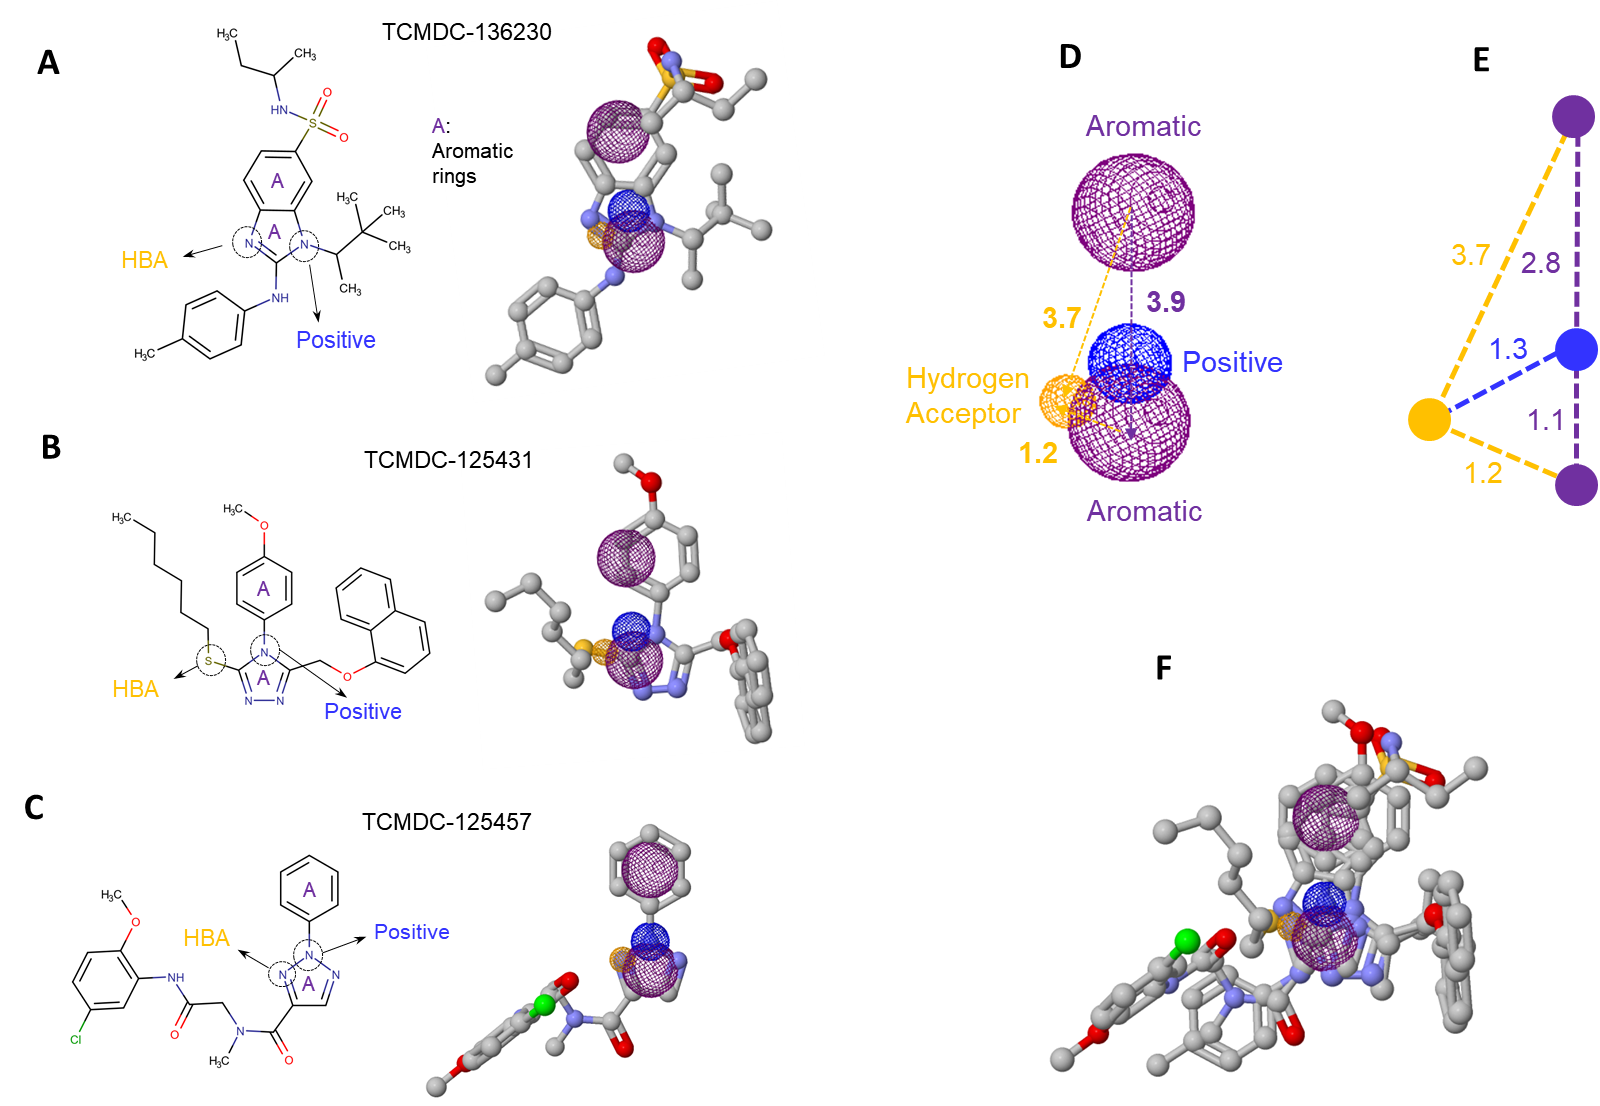 A
TCMDC-136230
H₃C
CH₃
HN
O
S
O
A
A:
Aromatic
rings
H₃C
CH₃
CH₃
N
A
N
HBA
CH₃
NH
Positive
H₃C
B
TCMDC-125431
H₃C
H₃C
O
A
S
N
A
O
N
N
HBA
Positive
C
TCMDC-125457
A
H₃C
O
HBA
Positive
N
N
N
A
NH
O
N
Cl
H₃C
O
D
Aromatic
3.7
3.9
Positive
Hydrogen
Acceptor
1.2
Aromatic
E
3.7
2.8
1.3
1.1
1.2
F